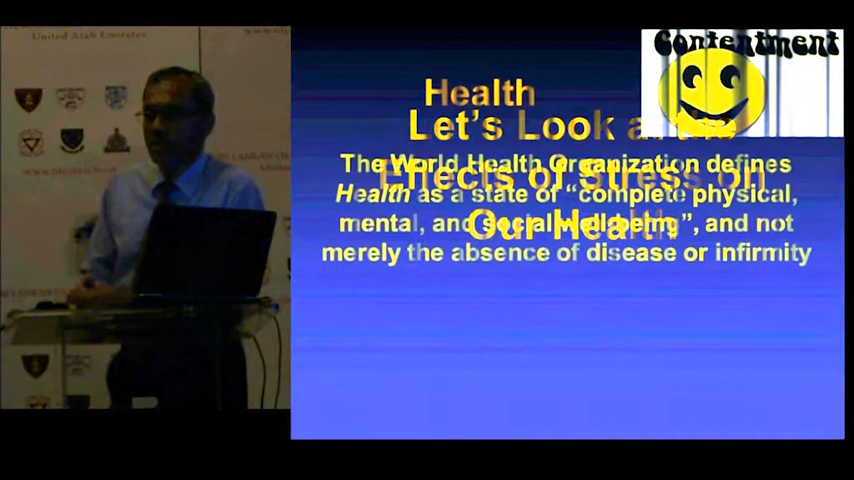 United Arab Emirates
Contentment
Health
Let's Look at the
Effects of Stress on
Our Health
The World Health Organization defines
Health as a state of “complete physical,
mental, and social well-being”, and not
merely the absence of disease or infirmity